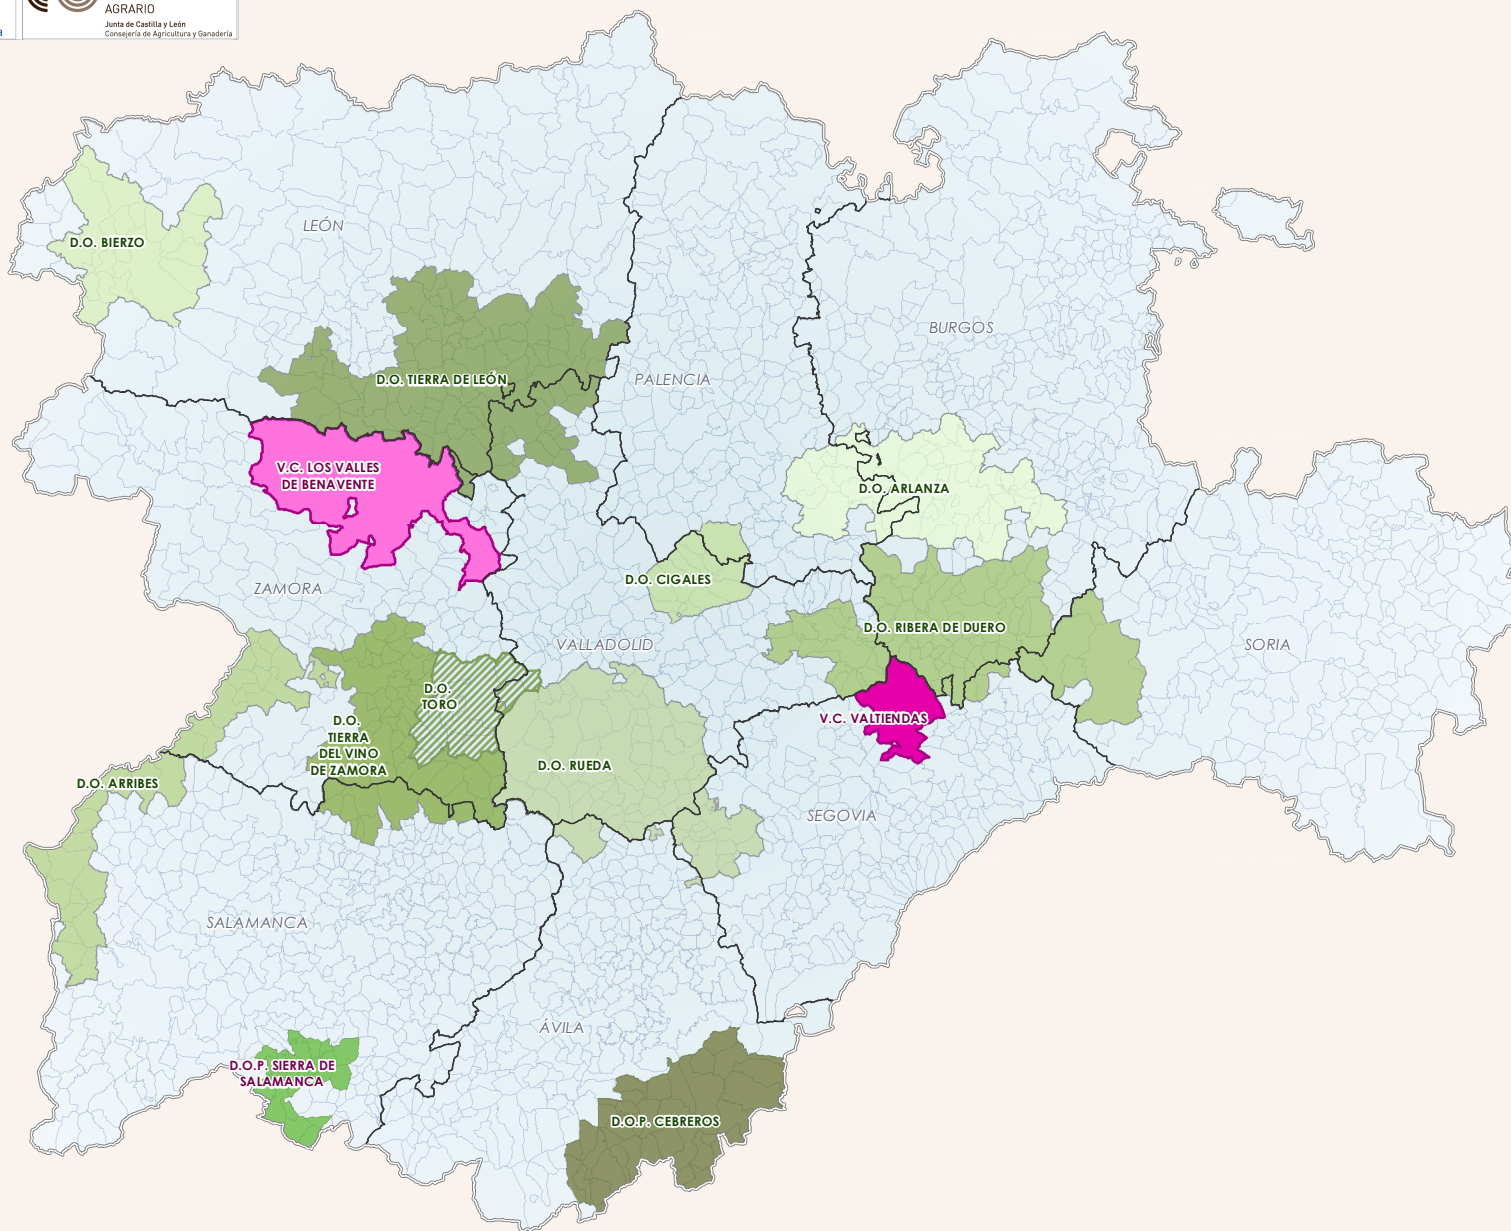 AGRARIO
Junta de Castilla y León
Consejería de Agricultura y Ganadería
LEÓN
D.O. BIERZO
BURGOS
D.O. TIERRA DE LEÓN
PALENCIA
V.C. LOS VALLES
DE BENAVENTE
D.O. ARLANZA
D.O. CIGALES
ZAMORA
D.O. RIBERA DE DUERO
VALLADOLID
SORIA
D.O.
TORO
V.C. VALTIENDAS
D.O.
TIERRA
DEL VINO
DE ZAMORA
D.O. RUEDA
D.O. ARRIBES
SEGOVIA
SALAMANCA
ÁVILA
D.O.P. SIERRA DE
SALAMANCA
D.O.P. CEBREROS